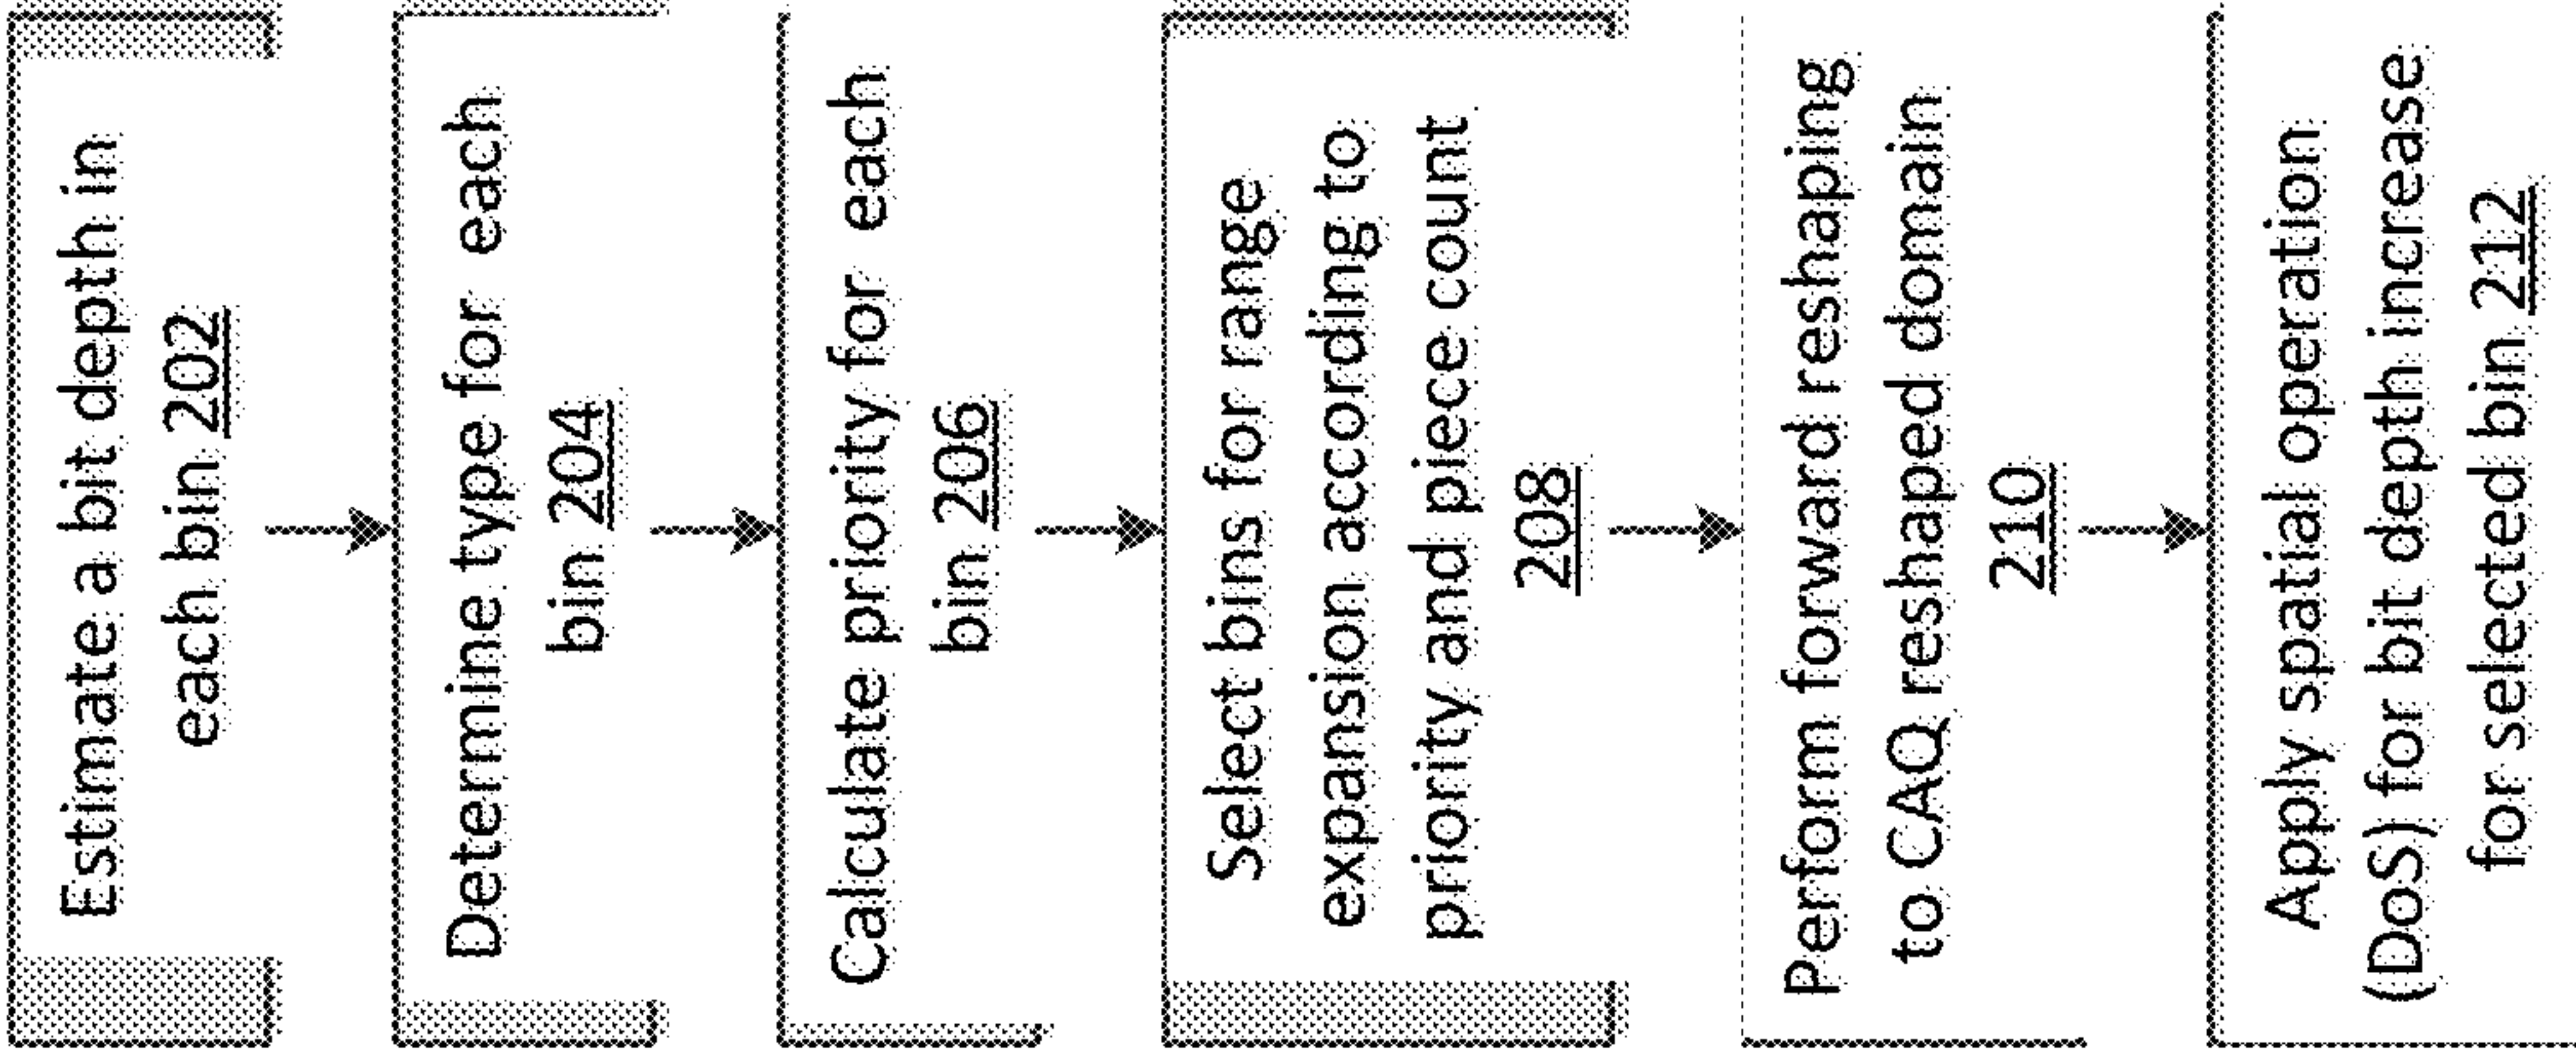 Estimate a bit depth in
each bin 202
Determine type for each
bin 204
Calculate priority for each
bin 206
Select bins for range
expansion according to
priority and piece count
208
Perform forward reshaping
to CAQ reshaped domain
210
Apply spatial operation
(DoS) for bit depth increase
for selected bin 212